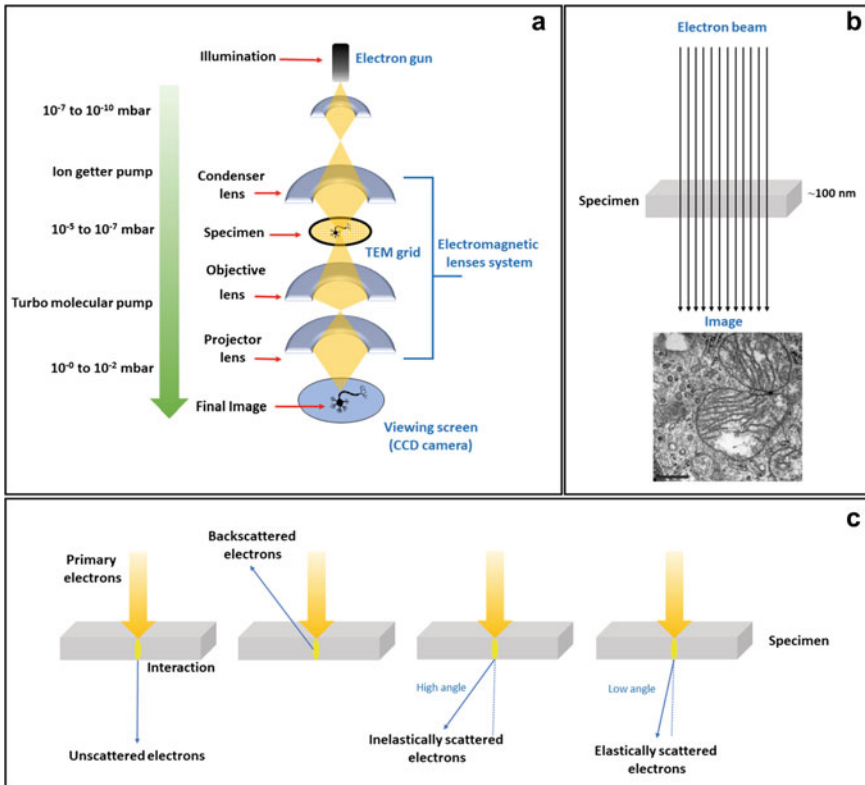 a
Illumination
Electron gun
10⁻⁷ to 10⁻¹⁰ mbar
Ion getter pump
Condenser
lens
10⁻⁵ to 10⁻⁷ mbar
Specimen
TEM grid
Electromagnetic
lenses system
Objective
lens
Turbo molecular pump
Projector
lens
10⁻⁰ to 10⁻² mbar
Final Image
Viewing screen
(CCD camera)
b
Electron beam
Specimen
~100 nm
Image
c
Primary
electrons
Interaction
Unscattered electrons
Backscattered
electrons
High angle
Inelastically scattered
electrons
Low angle
Elastically scattered
electrons
Specimen